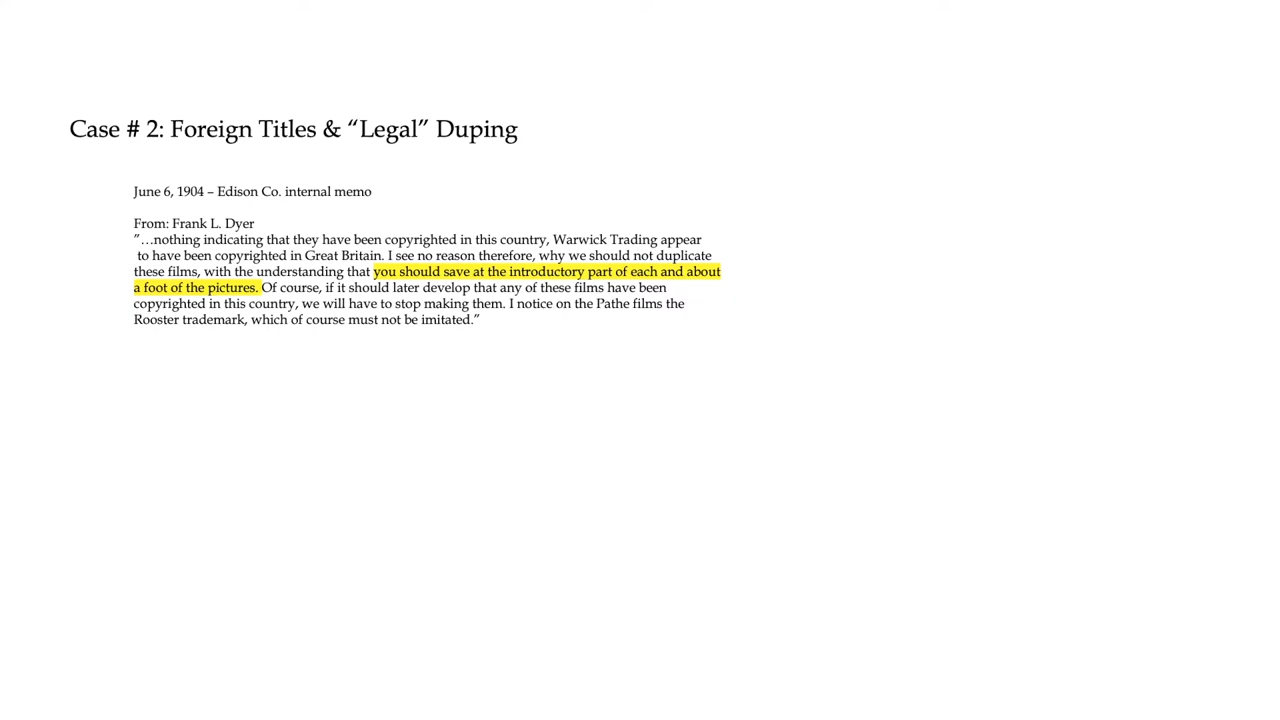 Case # 2: Foreign Titles & “Legal” Duping
June 6, 1904 – Edison Co. internal memo
From: Frank L. Dyer
”…nothing indicating that they have been copyrighted in this country, Warwick Trading appear
to have been copyrighted in Great Britain. I see no reason therefore, why we should not duplicate
these films, with the understanding that you should save at the introductory part of each and about
a foot of the pictures. Of course, if it should later develop that any of these films have been
copyrighted in this country, we will have to stop making them. I notice on the Pathe films the
Rooster trademark, which of course must not be imitated.”